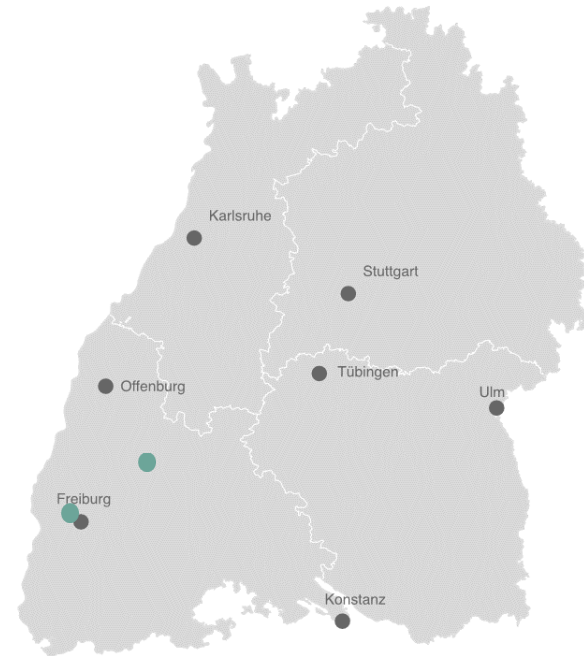 Karlsruhe
Stuttgart
Tübingen
Offenburg
Ulm
Freiburg
Konstanz